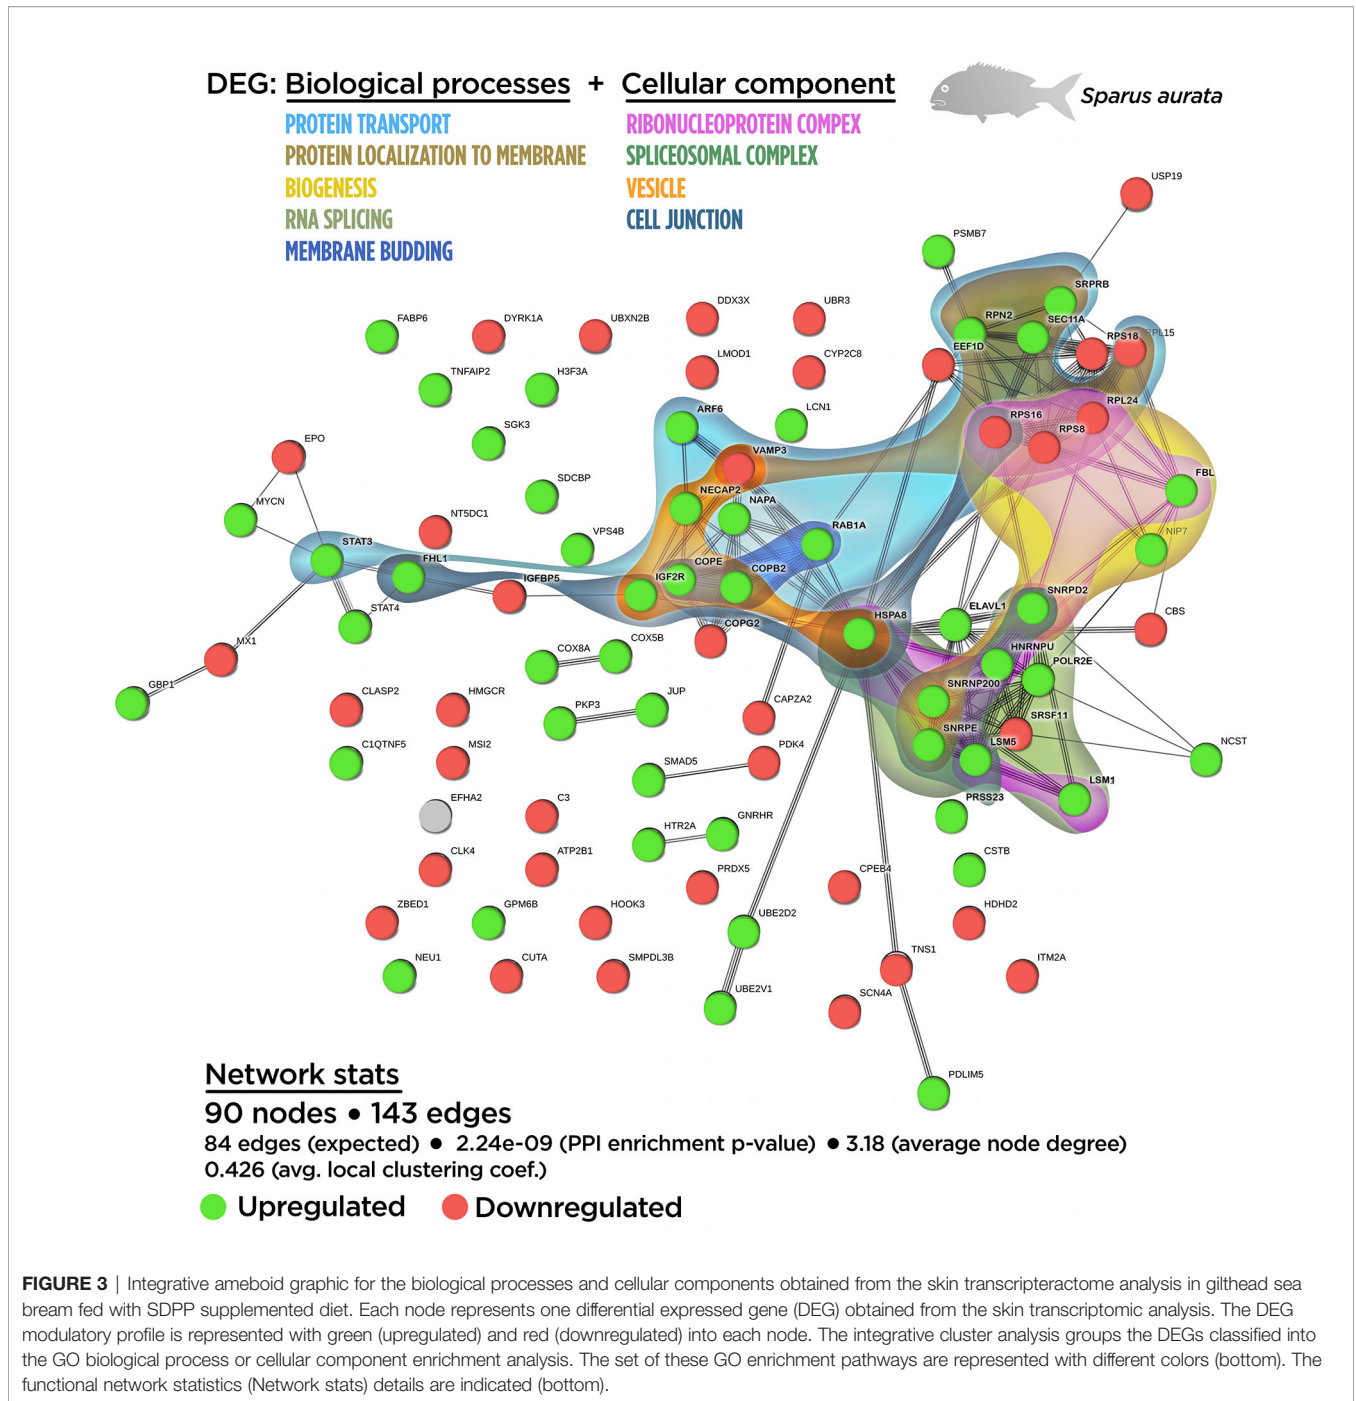 DEG: Biological processes + Cellular component
Sparus aurata
PROTEIN TRANSPORT
RIBONUCLEOPROTEIN COMPEX
PROTEIN LOCALIZATION TO MEMBRANE
SPLICEOSOMAL COMPLEX
BIOGENESIS
VESICLE
RNA SPLICING
CELL JUNCTION
MEMBRANE BUDDING
USP19
PSMB7
SRPRB
DDX3X
UBR3
FABP6
DYRK1A
UBXN2B
RPN2
SEC11A
RPS18
RPL15
EEF1D
LMOD1
CYP2C8
TNFAIP2
H3F3A
RPL24
ARF6
LCN1
RPS16
SGK3
RPS8
EPO
VAMP3
FBL
SDCBP
NECAP2
NAPA
MYCN
NT5DC1
RAB1A
VPS4B
NIP7
STAT3
FHL1
COPE
COPB2
IGFBP5
IGF2R
SNRPD2
STAT4
HSPA8
ELAVL1
CBS
COPG2
MX1
COX8A
COX5B
HNRNPU
POLR2E
GBP1
SNRNP200
CLASP2
HMGCR
PKP3
JUP
CAPZA2
SRSF11
SNRPE
LSM5
NCST
C1QTNF5
MSI2
SMAD5
PDK4
LSM1
EFHA2
C3
PRSS23
HTR2A
GNRHR
CLK4
ATP2B1
CSTB
PRDX5
CPEB4
ZBED1
GPM6B
HOOK3
UBE2D2
HDHD2
NEU1
CUTA
SMPDL3B
TNS1
ITM2A
UBE2V1
SCN4A
PDLIM5
Network stats
90 nodes • 143 edges
84 edges (expected) • 2.24e-09 (PPI enrichment p-value) • 3.18 (average node degree)
0.426 (avg. local clustering coef.)
Upregulated Downregulated
FIGURE 3 | Integrative ameboid graphic for the biological processes and cellular components obtained from the skin transcripteractome analysis in gilthead sea
bream fed with SDPP supplemented diet. Each node represents one differential expressed gene (DEG) obtained from the skin transcriptomic analysis. The DEG
modulatory profile is represented with green (upregulated) and red (downregulated) into each node. The integrative cluster analysis groups the DEGs classified into
the GO biological process or cellular component enrichment analysis. The set of these GO enrichment pathways are represented with different colors (bottom). The
functional network statistics (Network stats) details are indicated (bottom).